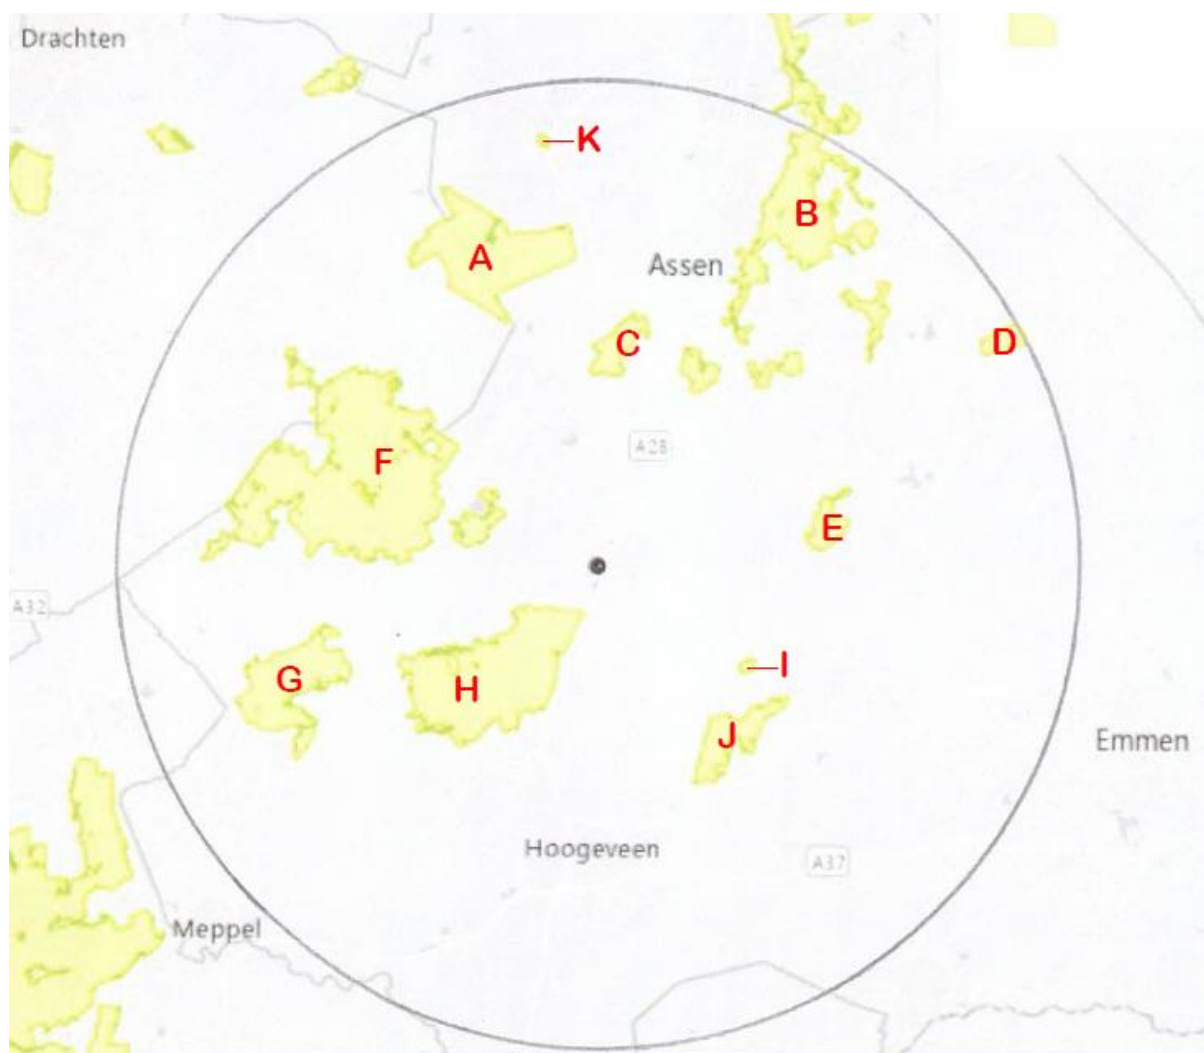 Drachten
K
B
A
Assen
C
D
A28
F
E
A32
I
G
H
J
Emmen
Hoogeveen
A37
Meppel